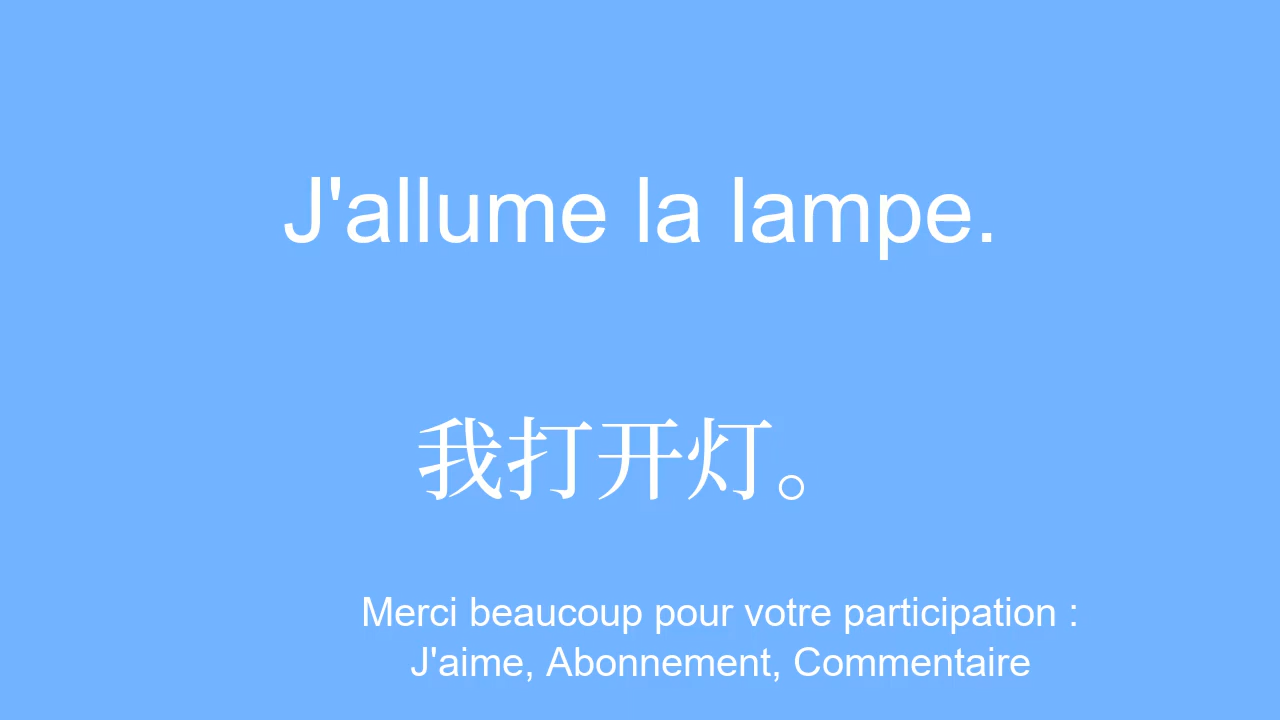 J'allume la lampe.
我打开灯。
Merci beaucoup pour votre participation :
J'aime, Abonnement, Commentaire